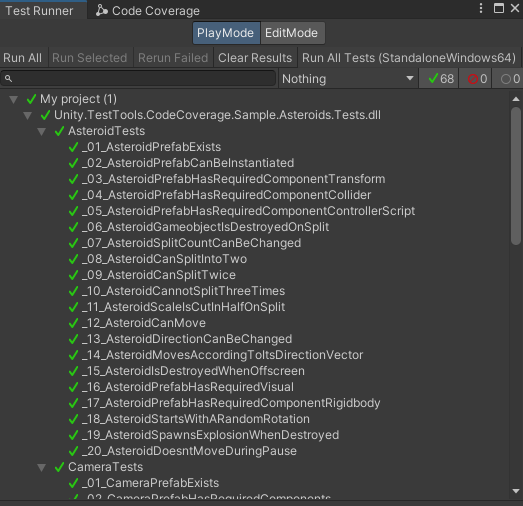 Test Runner Code Coverage
PlayMode EditMode
Run All Run Selected Rerun Failed Clear Results Run All Tests (StandaloneWindows64)
Nothing 68 0 0
My project (1)
Unity.TestTools.CodeCoverage.Sample.Asteroids.Tests.dll
AsteroidTests
_01_AsteroidPrefabExists
_02_AsteroidPrefabCanBeInstantiated
_03_AsteroidPrefabHasRequiredComponentTransform
_04_AsteroidPrefabHasRequiredComponentCollider
_05_AsteroidPrefabHasRequiredComponentControllerScript
_06_AsteroidGameobjectIsDestroyedOnSplit
_07_AsteroidSplitCountCanBeChanged
_08_AsteroidCanSplitIntoTwo
_09_AsteroidCanSplitTwice
_10_AsteroidCannotSplitThreeTimes
_11_AsteroidScaleIsCutInHalfOnSplit
_12_AsteroidCanMove
_13_AsteroidDirectionCanBeChanged
_14_AsteroidMovesAccordingToItsDirectionVector
_15_AsteroidIsDestroyedWhenOffscreen
_16_AsteroidPrefabHasRequiredVisual
_17_AsteroidPrefabHasRequiredComponentRigidbody
_18_AsteroidStartsWithARandomRotation
_19_AsteroidSpawnsExplosionWhenDestroyed
_20_AsteroidDoesntMoveDuringPause
CameraTests
_01_CameraPrefabExists
_02_CameraPrefabHasRequiredComponents